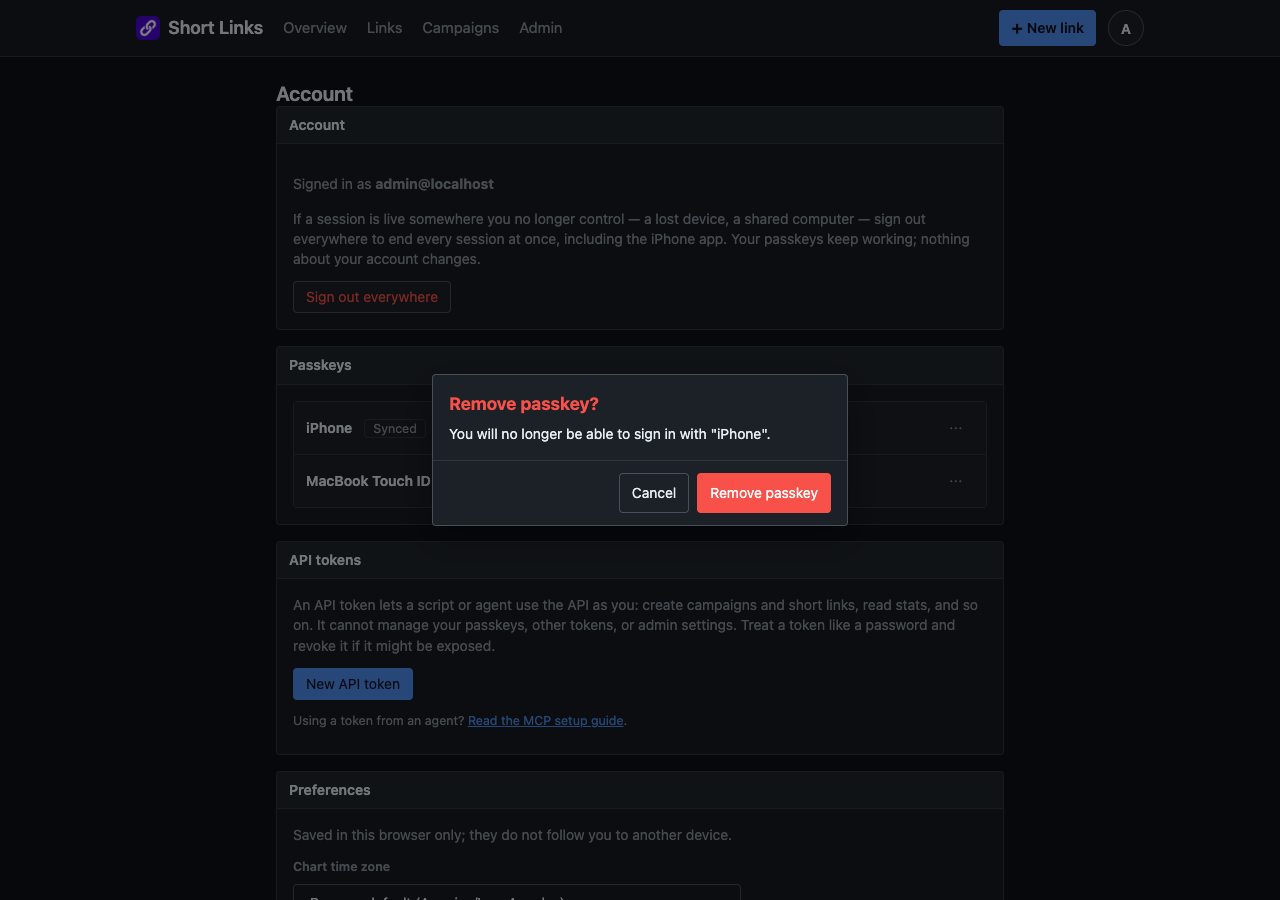 Short Links Overview Links Campaigns Admin + New link A
Account
Account
Signed in as admin@localhost
If a session is live somewhere you no longer control — a lost device, a shared computer — sign out
everywhere to end every session at once, including the iPhone app. Your passkeys keep working; nothing
about your account changes.
Sign out everywhere
Passkeys
iPhone Synced ···
MacBook Touch ID ···
Remove passkey?
You will no longer be able to sign in with "iPhone".
Cancel Remove passkey
API tokens
An API token lets a script or agent use the API as you: create campaigns and short links, read stats, and so
on. It cannot manage your passkeys, other tokens, or admin settings. Treat a token like a password and
revoke it if it might be exposed.
New API token
Using a token from an agent? Read the MCP setup guide.
Preferences
Saved in this browser only; they do not follow you to another device.
Chart time zone